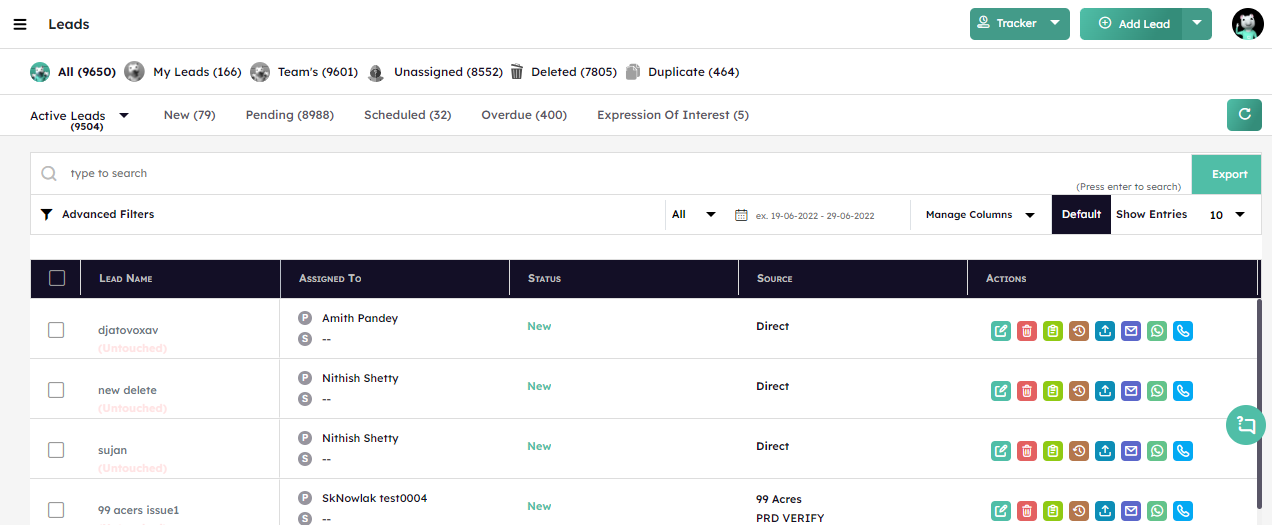 Leads
Tracker
Add Lead
All (9650) My Leads (166) Team's (9601) Unassigned (8552) Deleted (7805) Duplicate (464)
Active Leads (9504) New (79) Pending (8988) Scheduled (32) Overdue (400) Expression Of Interest (5)
type to search
(Press enter to search)
Export
Advanced Filters All ex. 19-06-2022 - 29-06-2022 Manage Columns Default Show Entries 10
Lead Name Assigned To Status Source Actions
djatovoxav
(Untouched)
P Amith Pandey
S --
New
Direct
new delete
(Untouched)
P Nithish Shetty
S --
New
Direct
sujan
(Untouched)
P Nithish Shetty
S --
New
Direct
99 acers issue1
(Untouched)
P SkNowlak test0004
S --
New
99 Acres
PRD VERIFY